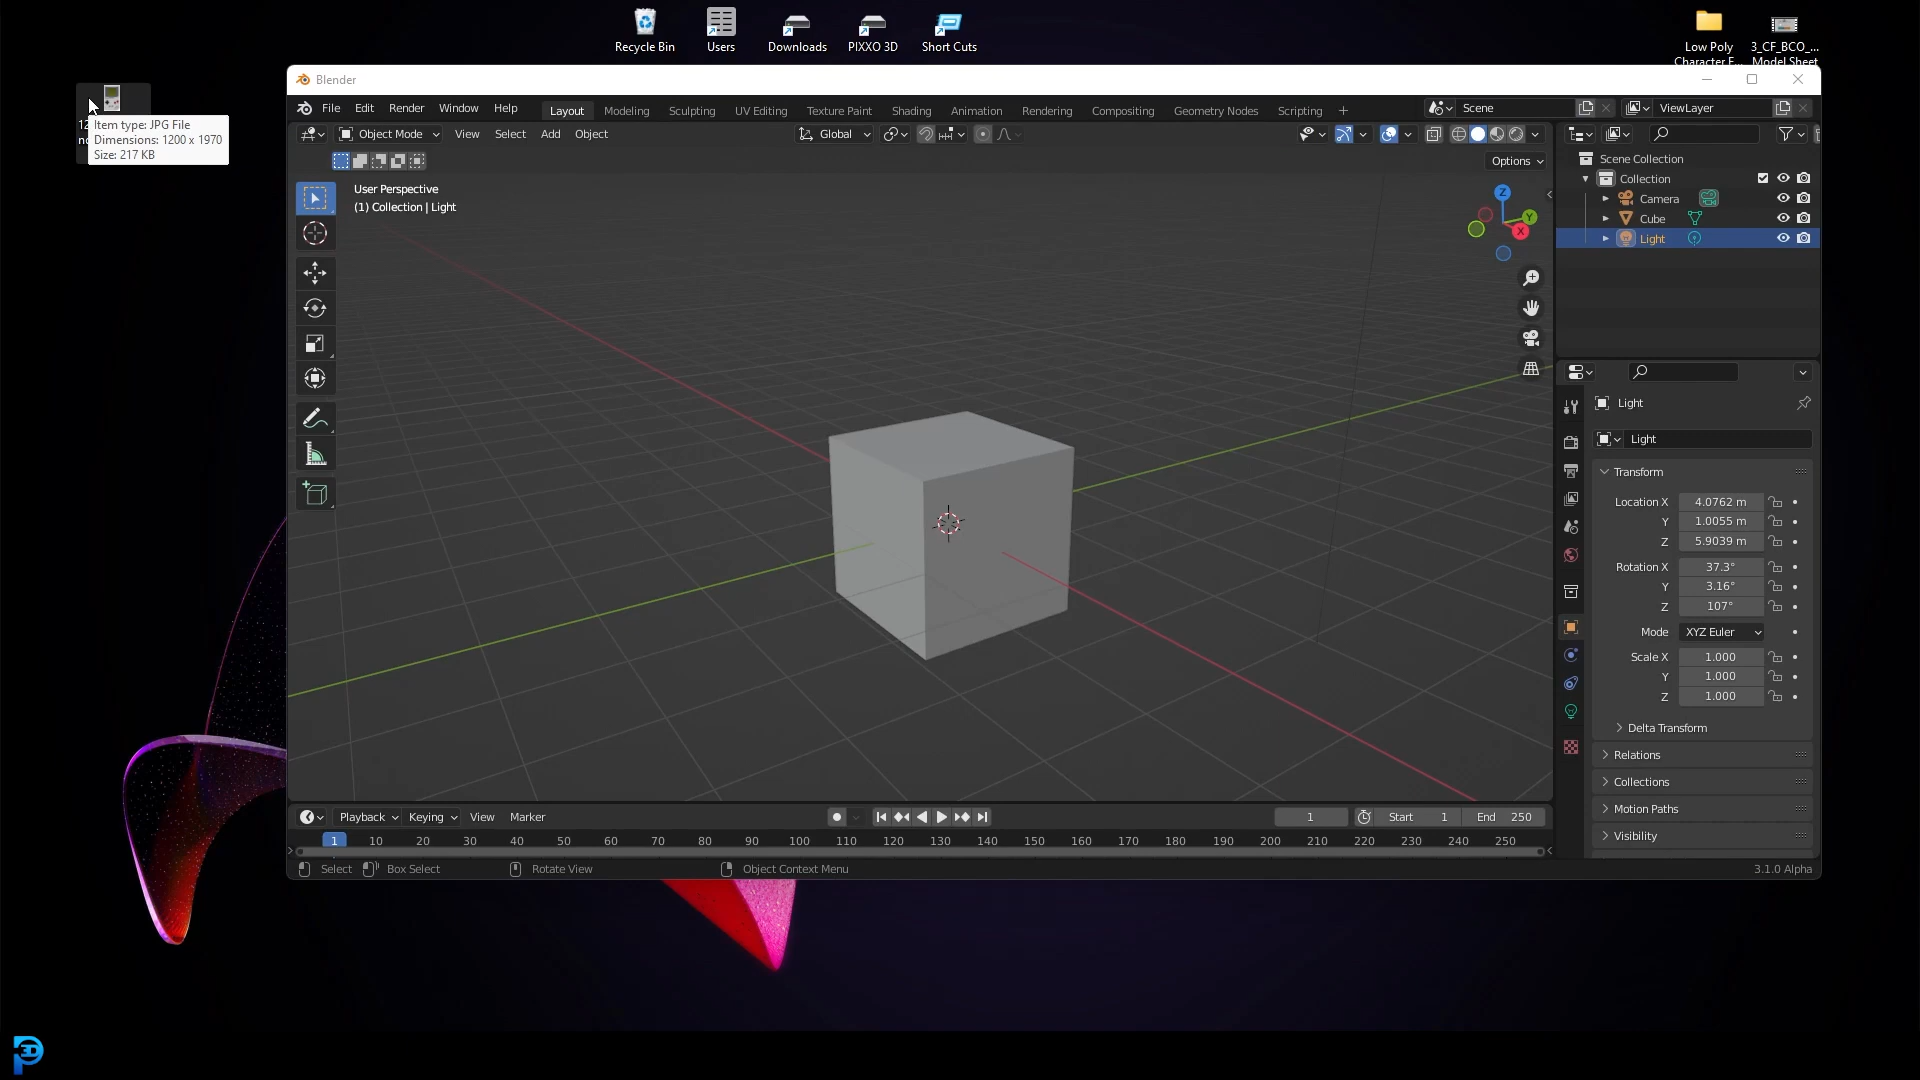 Recycle Bin
Users
Downloads
PIXXO 3D
Short Cuts
Low Poly
Character
3_CF_BCO_...
Model Sheet
Item type: JPG File
Dimensions: 1200 x 1970
Size: 217 KB
Blender
File Edit Render Window Help
Layout Modeling Sculpting UV Editing Texture Paint Shading Animation Rendering Compositing Geometry Nodes Scripting +
Scene
ViewLayer
Object Mode View Select Add Object
Global
Options
User Perspective
(1) Collection | Light
Z
Y
X
Scene Collection
Collection
Camera
Cube
Light
Light
Light
Transform
Location X 4.0762 m
Y 1.0055 m
Z 5.9039 m
Rotation X 37.3°
Y 3.16°
Z 107°
Mode XYZ Euler
Scale X 1.000
Y 1.000
Z 1.000
Delta Transform
Relations
Collections
Motion Paths
Visibility
Playback Keying View Marker
1
Start 1
End 250
1 10 20 30 40 50 60 70 80 90 100 110 120 130 140 150 160 170 180 190 200 210 220 230 240 250
Select Box Select Rotate View Object Context Menu
3.1.0 Alpha
3D